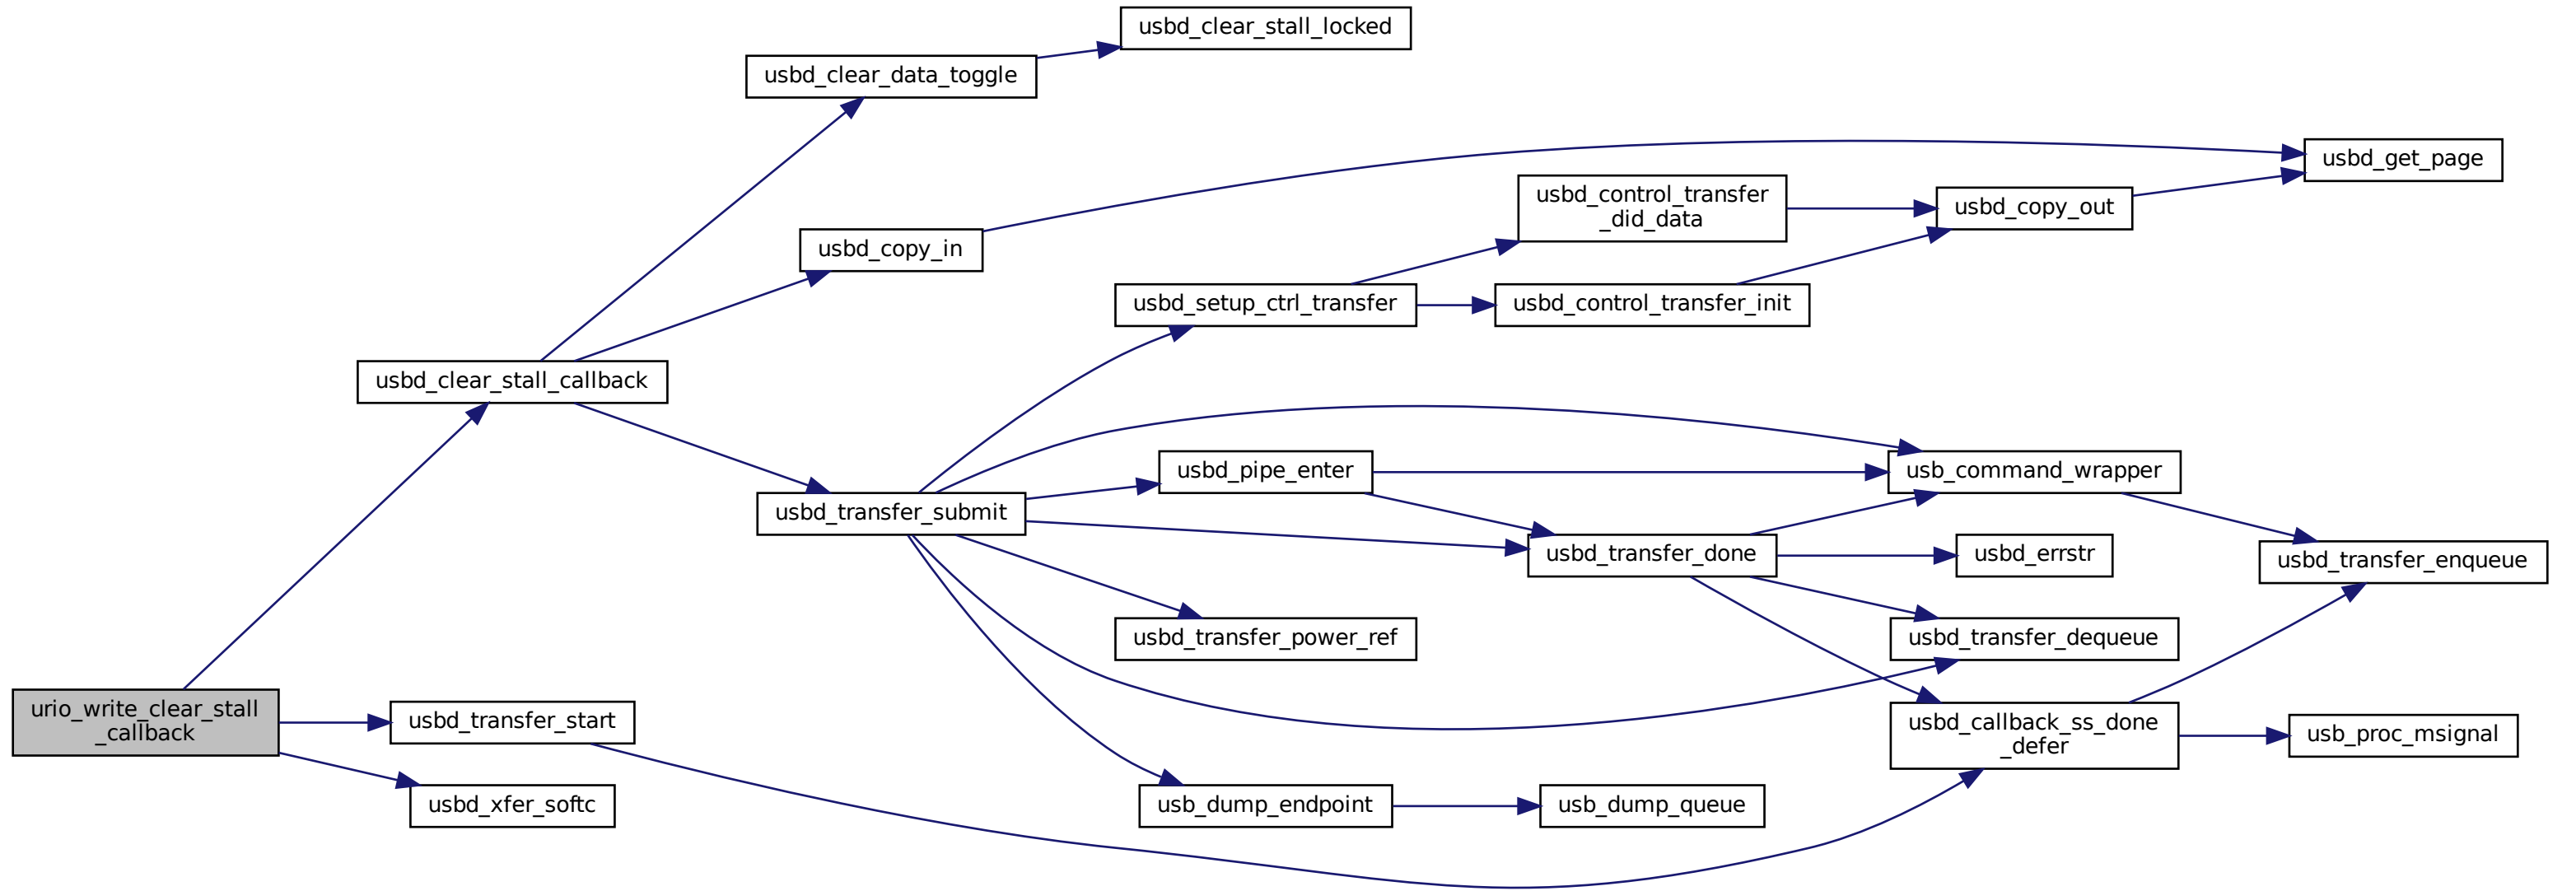 usbd_clear_stall_locked
usbd_clear_data_toggle
usbd_get_page
usbd_control_transfer
_did_data
usbd_copy_out
usbd_copy_in
usbd_setup_ctrl_transfer
usbd_control_transfer_init
usbd_clear_stall_callback
usbd_pipe_enter
usb_command_wrapper
usbd_transfer_submit
usbd_transfer_done
usbd_errstr
usbd_transfer_enqueue
usbd_transfer_power_ref
usbd_transfer_dequeue
urio_write_clear_stall
_callback
usbd_transfer_start
usbd_callback_ss_done
_defer
usb_proc_msignal
usbd_xfer_softc
usb_dump_endpoint
usb_dump_queue